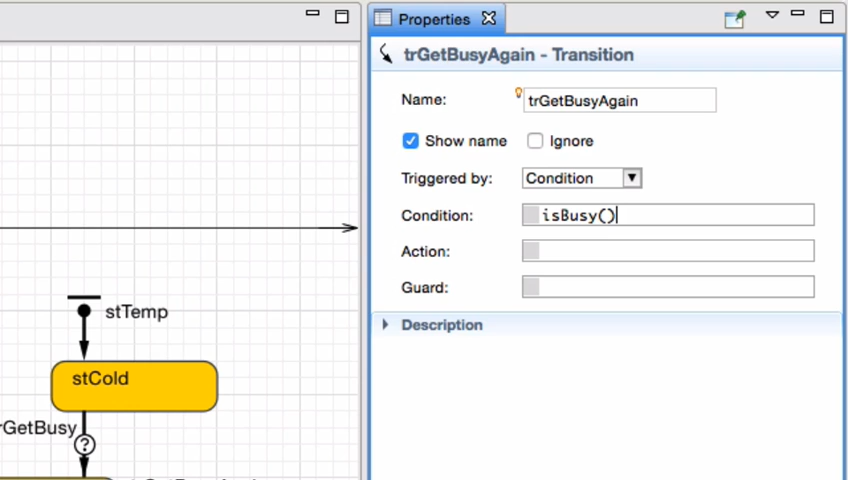 Properties
trGetBusyAgain - Transition
Name: trGetBusyAgain
Show name Ignore
Triggered by: Condition
Condition: isBusy()
Action:
Guard:
Description
stTemp
stCold
rGetBusy
?